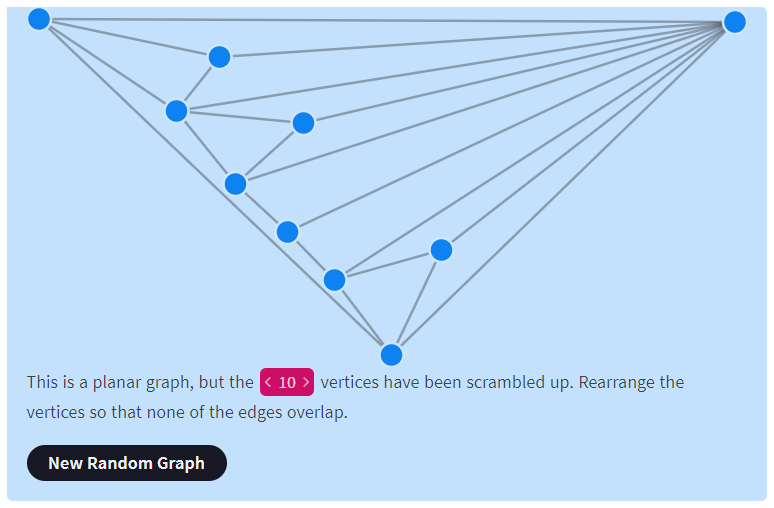 This is a planar graph, but the < 10 > vertices have been scrambled up. Rearrange the
vertices so that none of the edges overlap.
New Random Graph